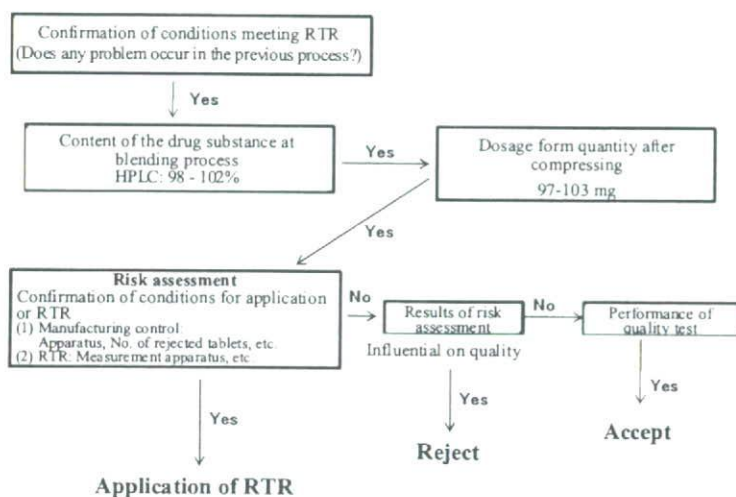 Confirmation of conditions meeting RTR
(Does any problem occur in the previous process?)
Yes
Content of the drug substance at
blending process
HPLC: 98 - 102%
Yes
Dosage form quantity after
compressing
97-103 mg
Yes
Risk assessment
Confirmation of conditions for application
or RTR
(1) Manufacturing control:
Apparatus, No. of rejected tablets, etc.
(2) RTR: Measurement apparatus, etc.
No
Results of risk
assessment
Influential on quality
No
Performance of
quality test
Yes
Yes
Yes
Reject
Accept
Application of RTR